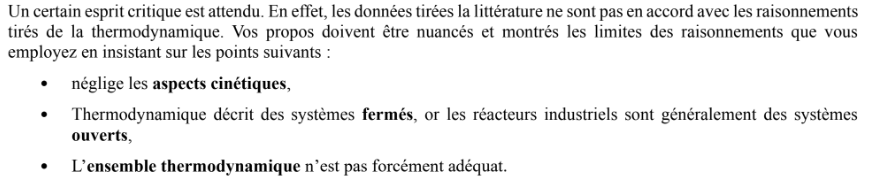 Un certain esprit critique est attendu. En effet, les données tirées la littérature ne sont pas en accord avec les raisonnements
tirés de la thermodynamique. Vos propos doivent être nuancés et montrés les limites des raisonnements que vous
employez en insistant sur les points suivants :
• néglige les aspects cinétiques,
• Thermodynamique décrit des systèmes fermés, or les réacteurs industriels sont généralement des systèmes
ouverts,
• L'ensemble thermodynamique n'est pas forcément adéquat.